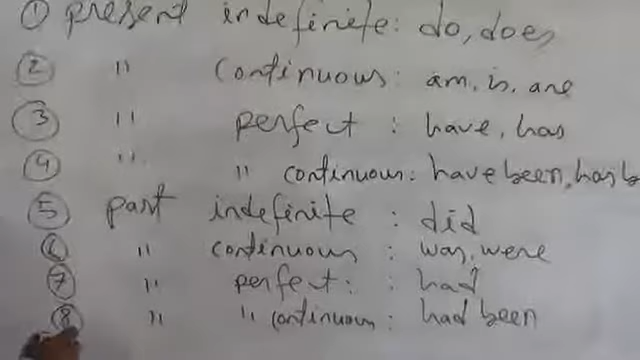 ① present indefinite: do, does
② " continuous: am, is, are
③ " perfect : have, has
④ " " continuous: have been, has b
⑤ past indefinite : did
⑥ " continuous : was, were
⑦ " perfect: : had
⑧ " " continuous: had been